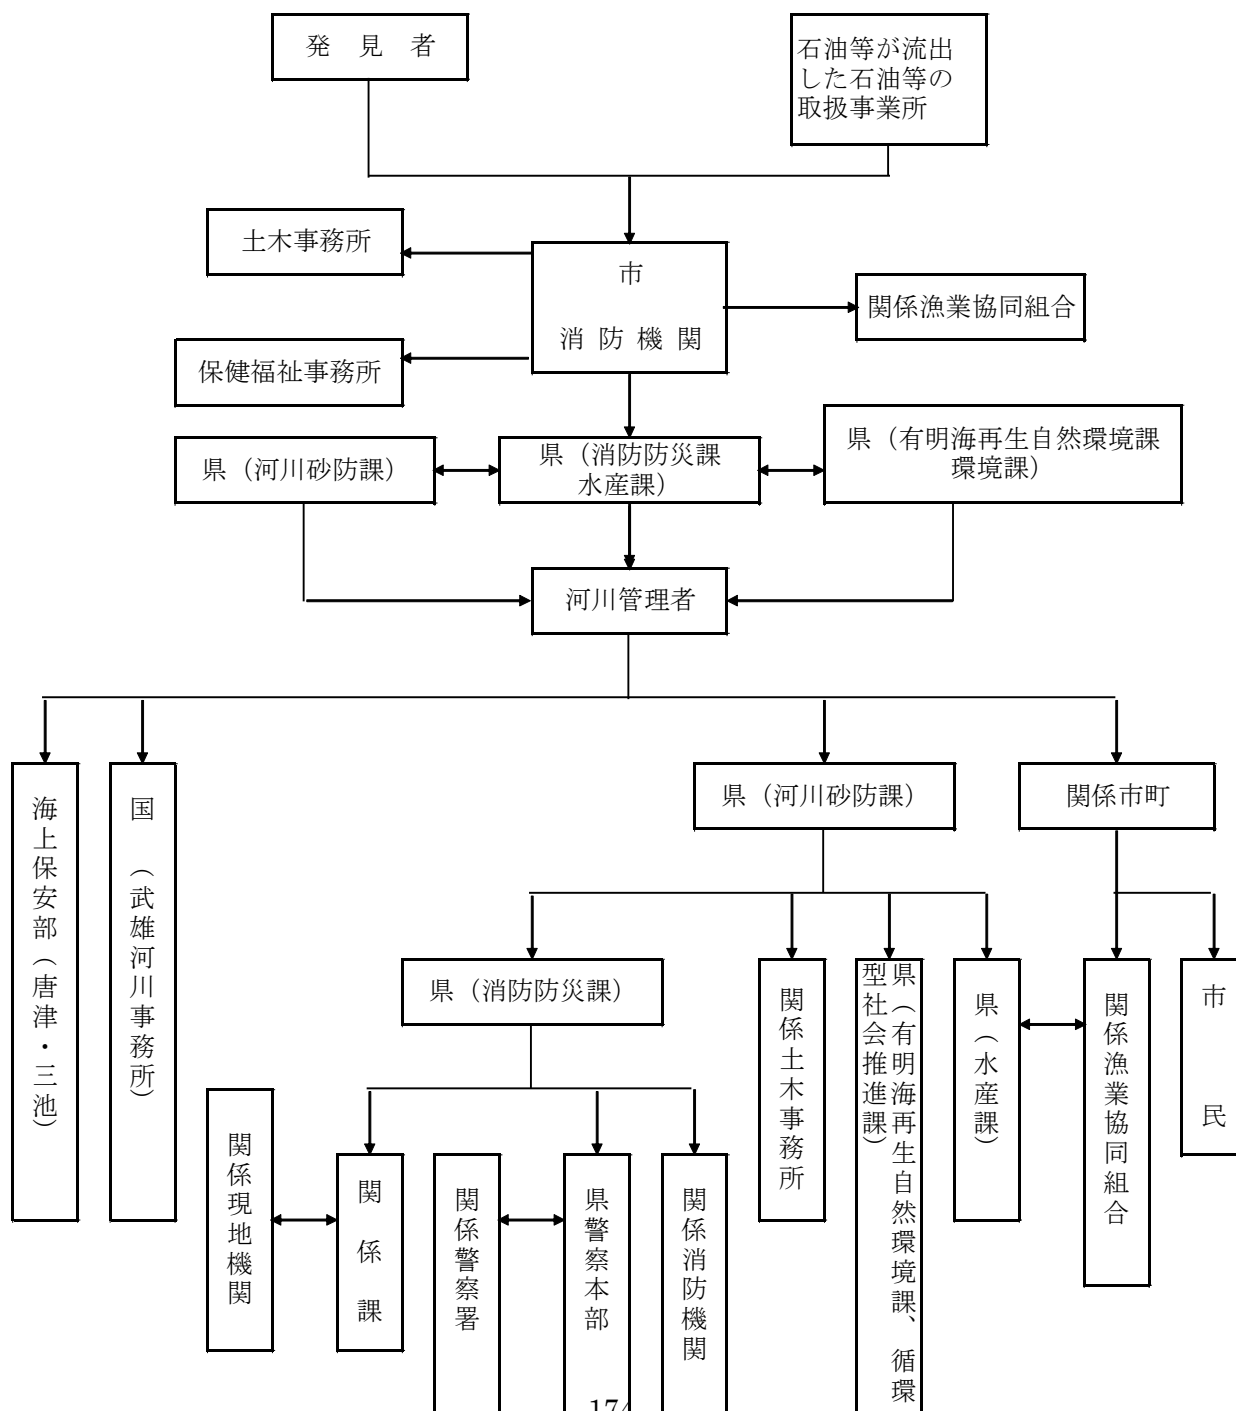 発 見 者
石油等が流出
した石油等の
取扱事業所
土木事務所
市
消 防 機 関
関係漁業協同組合
保健福祉事務所
県（河川砂防課）
県（消防防災課
水産課）
県（有明海再生自然環境課
環境課）
河川管理者
海上保安部（唐津・三池）
国 （武雄河川事務所）
県（河川砂防課）
関係市町
県（消防防災課）
関係土木事務所
県（有明海再生自然環境課、循環
型社会推進課）
県（水産課）
関係漁業協同組合
市 民
関係現地機関
関 係 課
関係警察署
県警察本部
関係消防機関
174